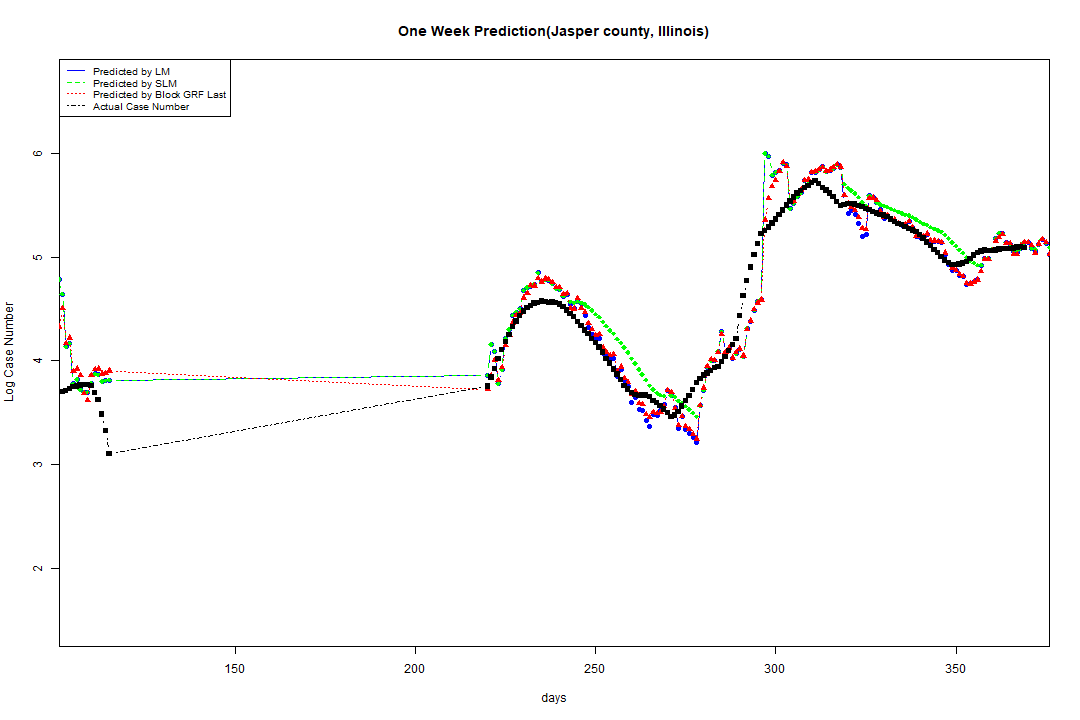 One Week Prediction(Jasper county, Illinois)
Predicted by LM
Predicted by SLM
Predicted by Block GRF Last
Actual Case Number
Log Case Number
6
5
4
3
2
150
200
250
300
350
days